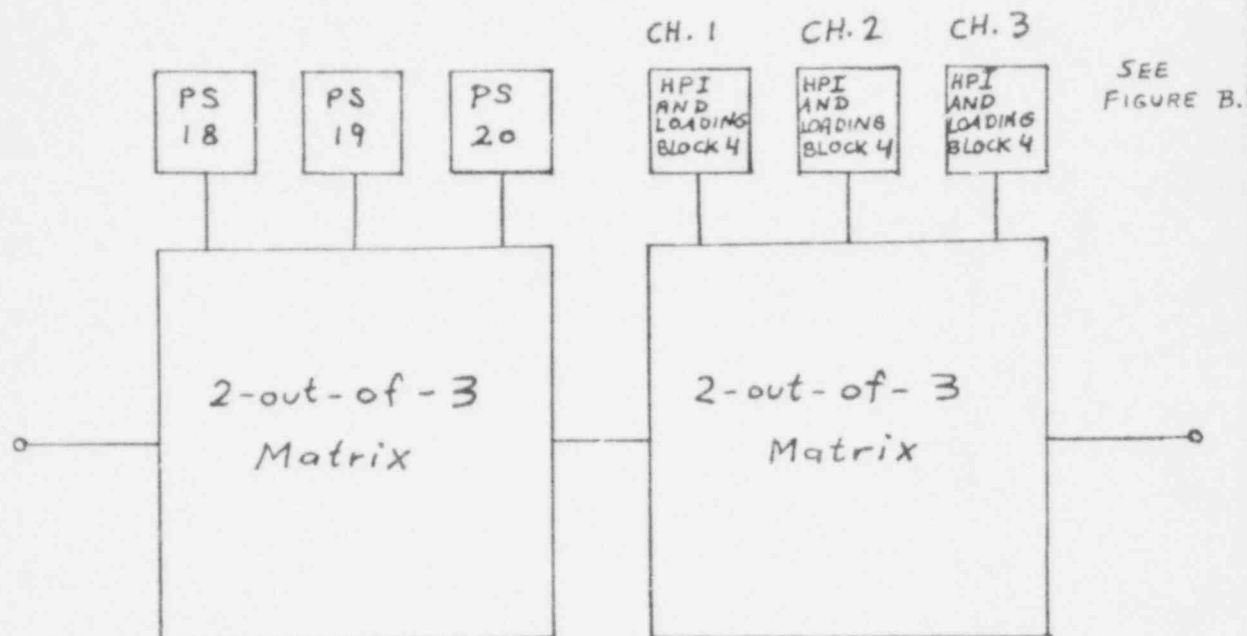 CH. 1 CH. 2 CH. 3
PS
18
PS
19
PS
20
HPI
AND
LOADING
BLOCK 4
HPI
AND
LOADING
BLOCK 4
HPI
AND
LOADING
BLOCK 4
SEE
FIGURE B.
2-out-of-3
Matrix
2-out-of-3
Matrix